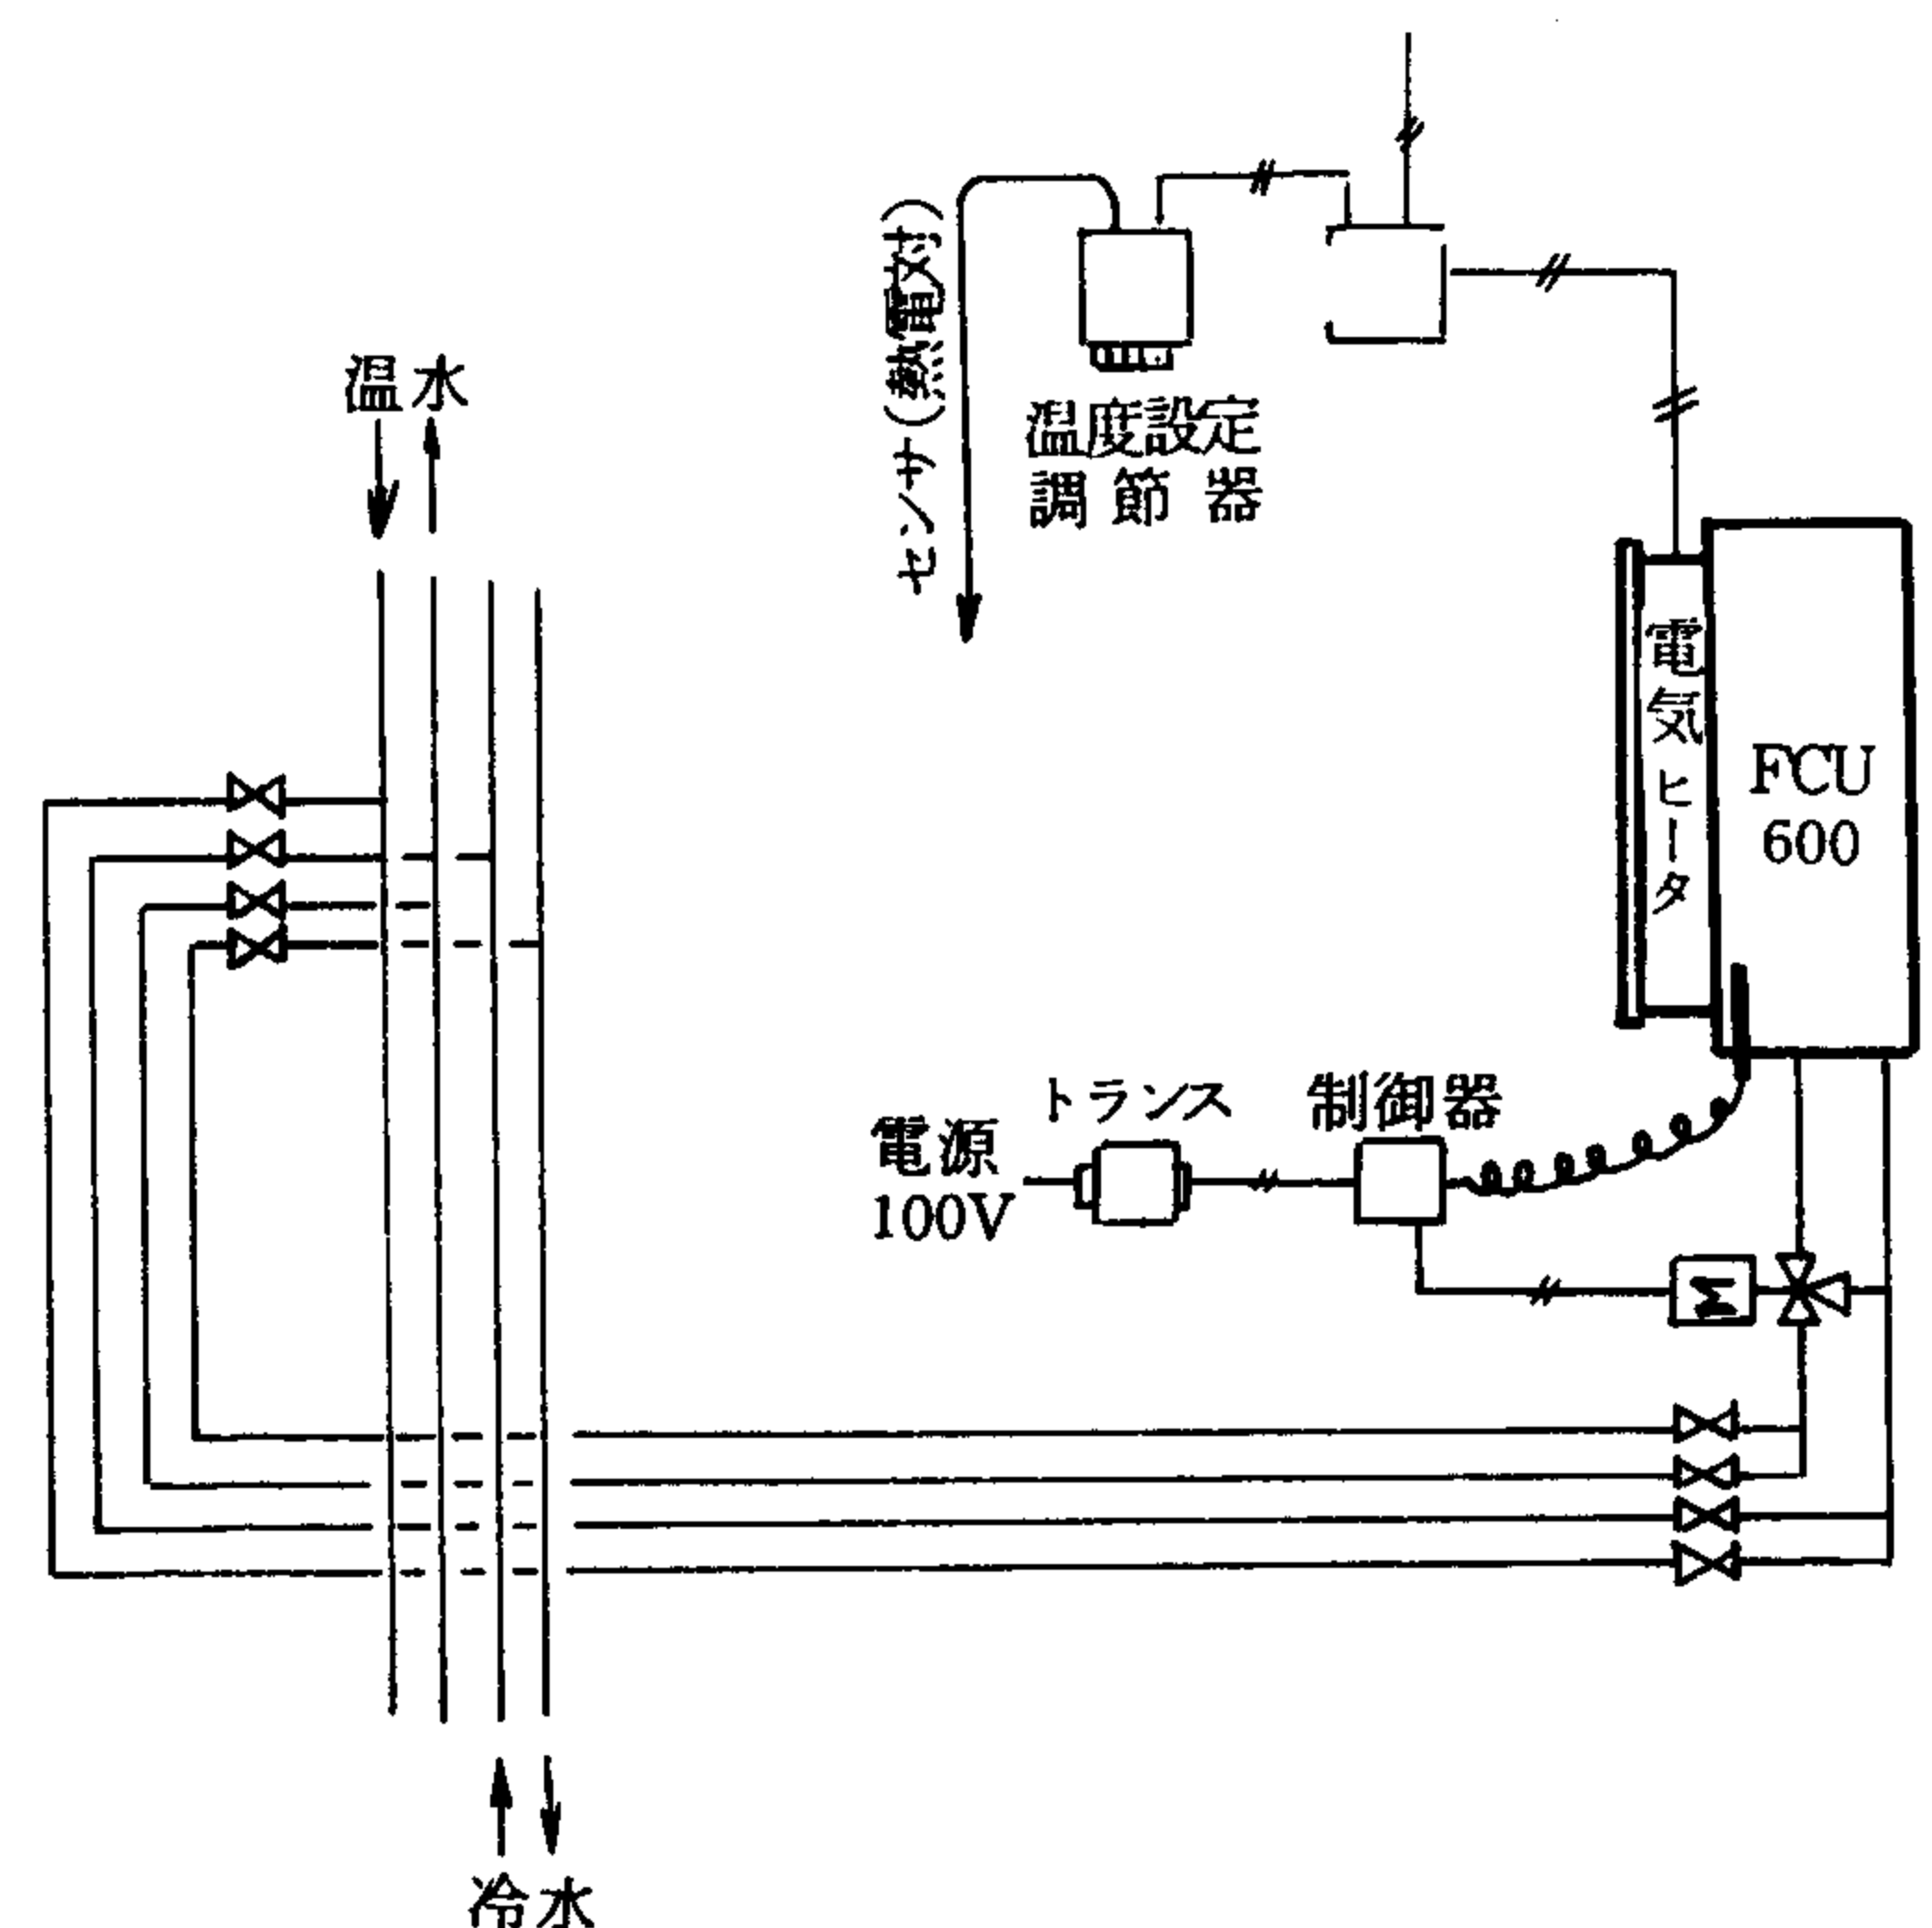 温水
センサ(熱電対)
温度設定
調節器
電気ヒータ
FCU
600
トランス
制御器
電源
100V
M
冷水